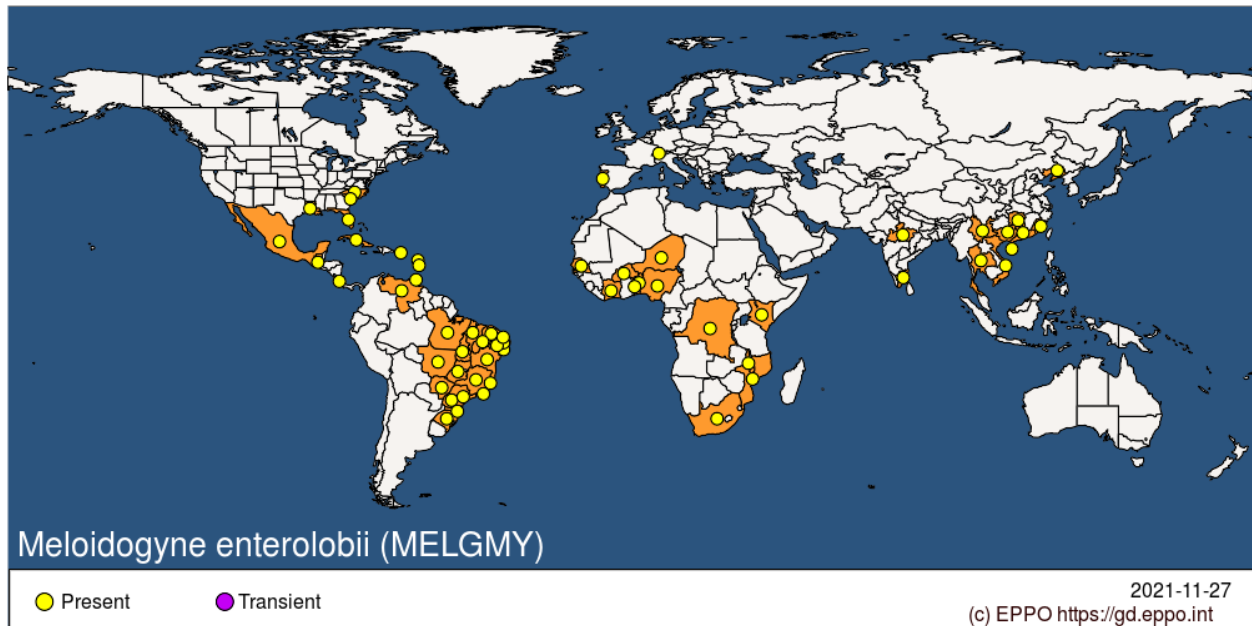 Meloidogyne enterolobii (MELGMY)
Present
Transient
2021-11-27
(c) EPPO https://gd.eppo.int